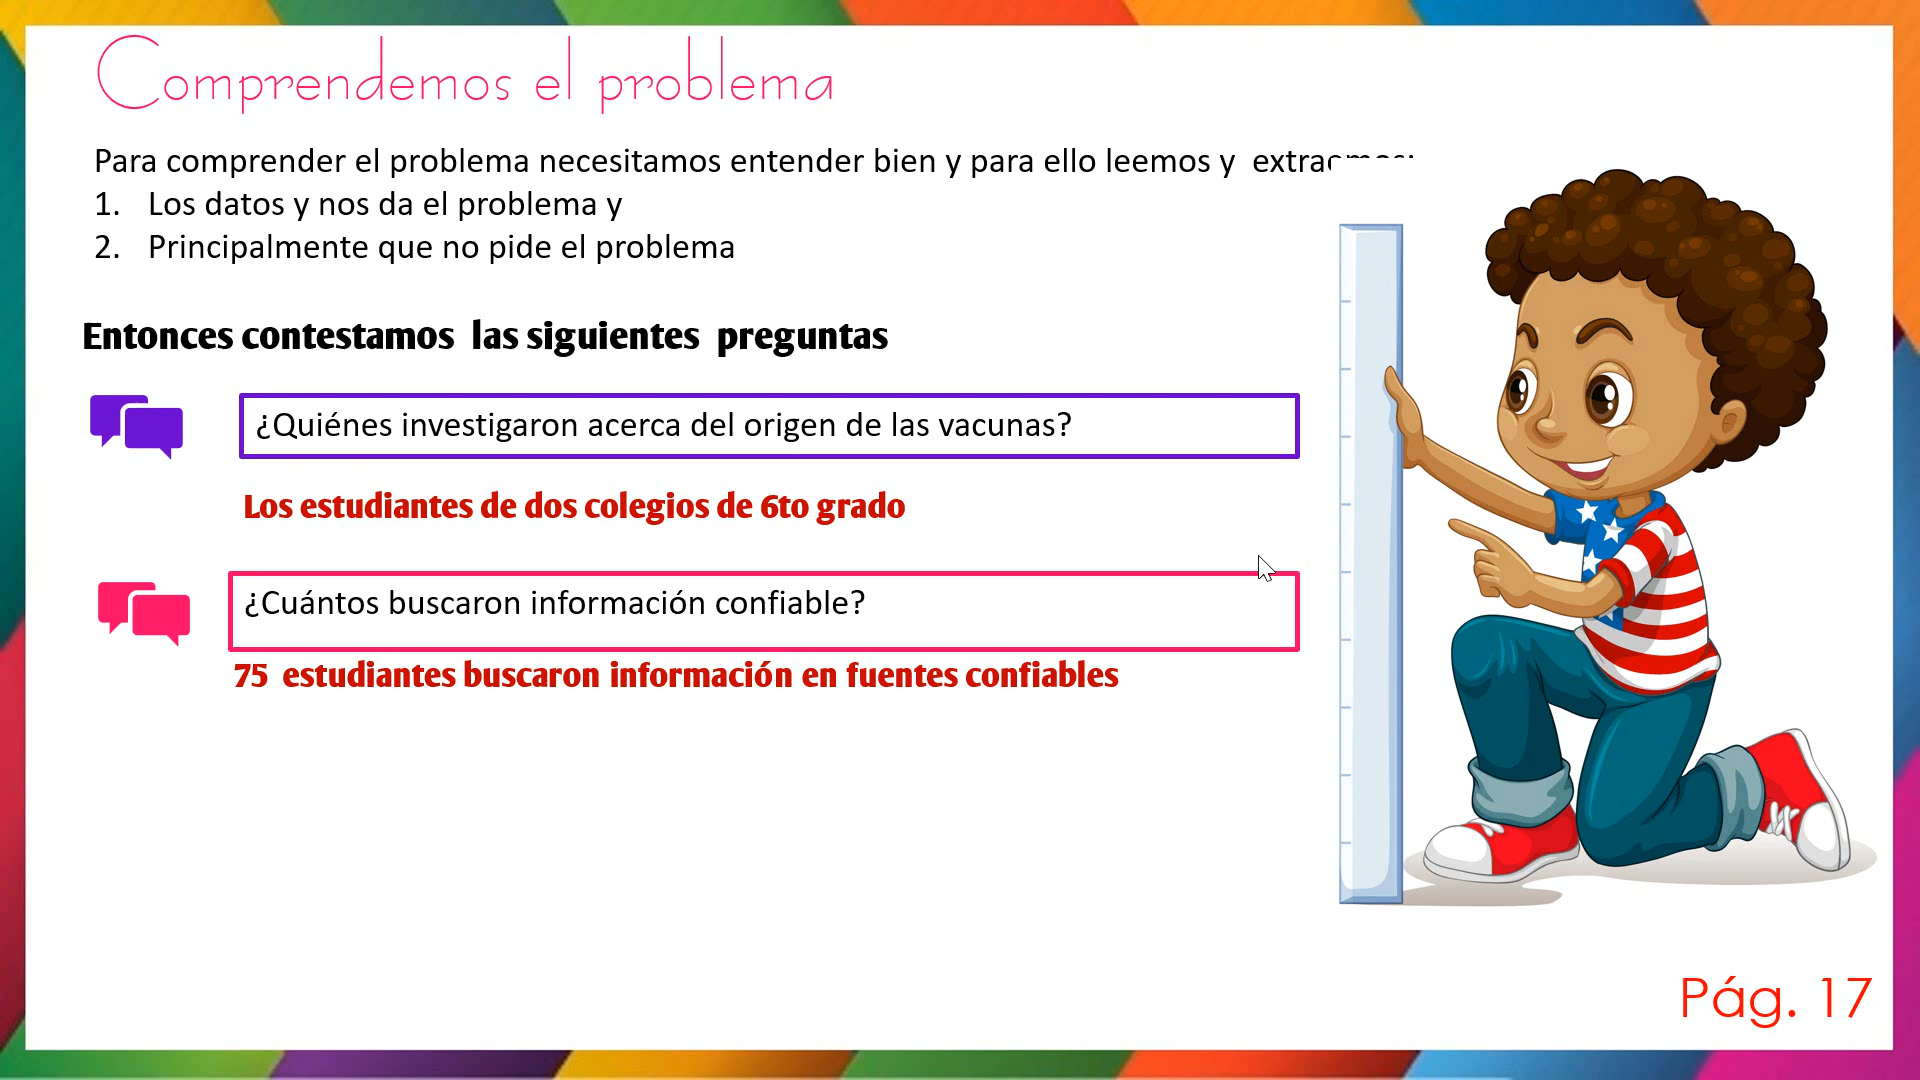 Comprendemos el problema
Para comprender el problema necesitamos entender bien y para ello leemos y extraemos:
1. Los datos y nos da el problema y
2. Principalmente que no pide el problema
Entonces contestamos las siguientes preguntas
¿Quiénes investigaron acerca del origen de las vacunas?
Los estudiantes de dos colegios de 6to grado
¿Cuántos buscaron información confiable?
75 estudiantes buscaron información en fuentes confiables
Pág. 17